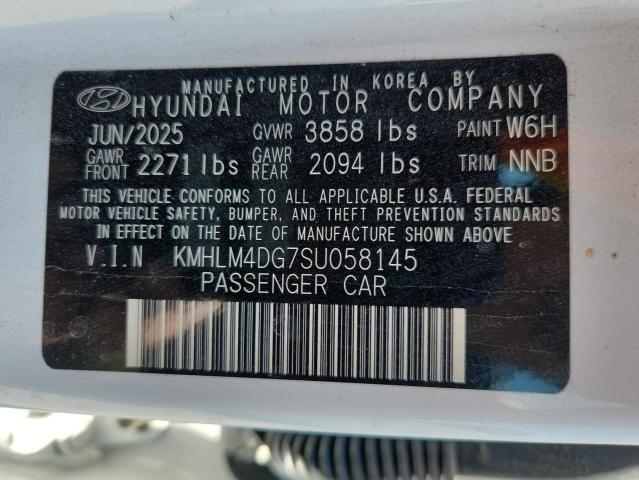 MANUFACTURED IN KOREA BY
HYUNDAI MOTOR COMPANY
JUN/2025 GVWR 3858 lbs PAINT W6H
GAWR FRONT 2271 lbs GAWR REAR 2094 lbs TRIM NNB
THIS VEHICLE CONFORMS TO ALL APPLICABLE U.S.A. FEDERAL
MOTOR VEHICLE SAFETY, BUMPER, AND THEFT PREVENTION STANDARDS
IN EFFECT ON THE DATE OF MANUFACTURE SHOWN ABOVE
V.I.N KMHLM4DG7SU058145
PASSENGER CAR